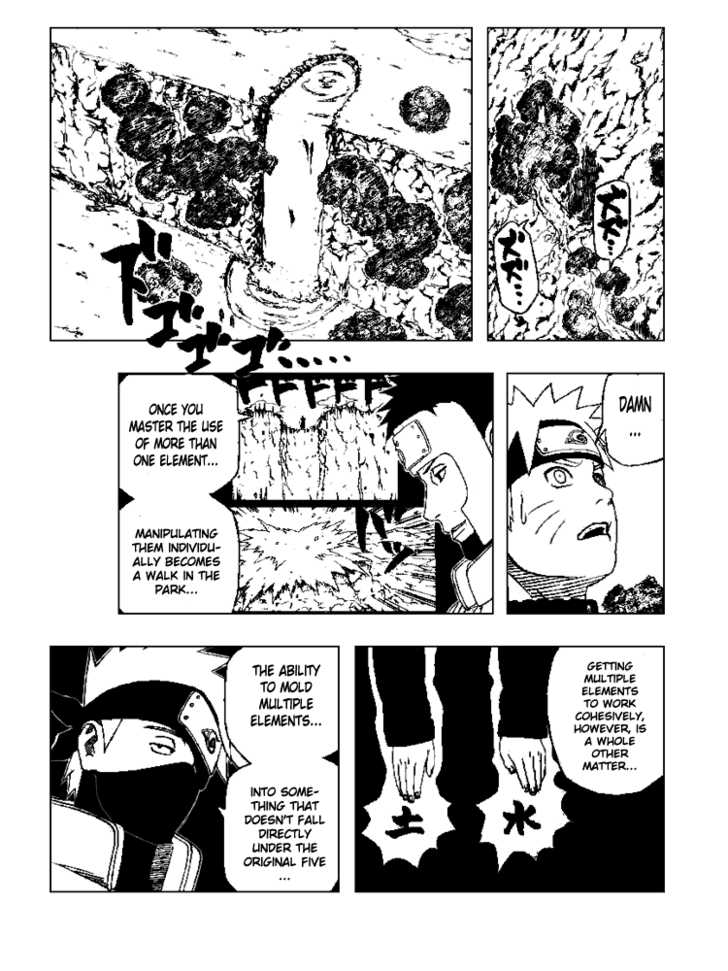 ドゴゴゴ......
ズズ...
ズズ...
DAMN
...
ONCE YOU
MASTER THE USE
OF MORE THAN
ONE ELEMENT...
MANIPULATING
THEM INDIVIDU-
ALLY BECOMES
A WALK IN THE
PARK...
GETTING
MULTIPLE
ELEMENTS
TO WORK
COHESIVELY,
HOWEVER, IS
A WHOLE
OTHER
MATTER...
水
土
THE ABILITY
TO MOLD
MULTIPLE
ELEMENTS...
INTO SOME-
THING THAT
DOESN'T FALL
DIRECTLY
UNDER THE
ORIGINAL FIVE
...